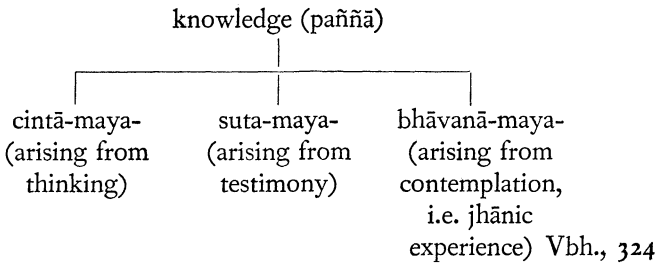 knowledge (paññā)
cintā-maya- suta-maya- bhāvanā-maya-
(arising from (arising from (arising from
thinking) testimony) contemplation,
i.e. jhānic
experience) Vbh., 324